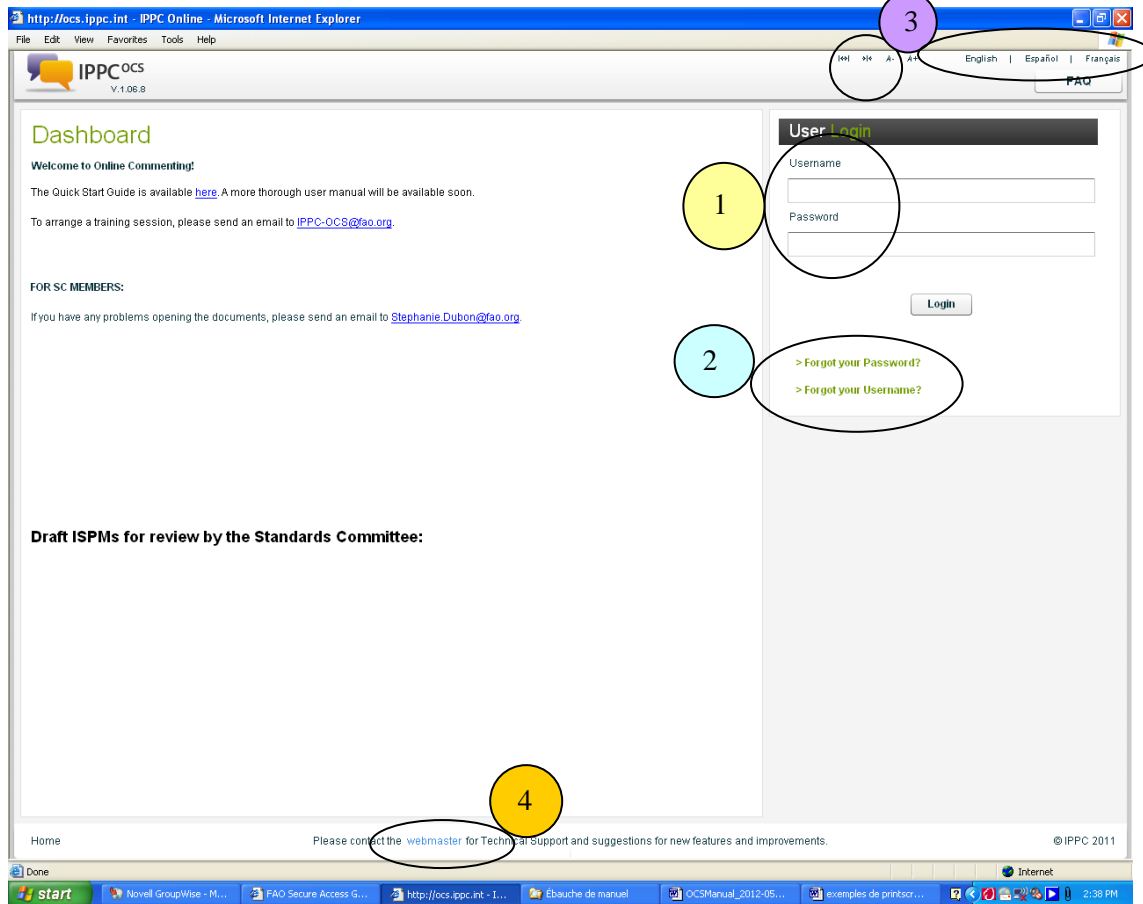 http://ocs.ippc.int - IPPC Online - Microsoft Internet Explorer
File Edit View Favorites Tools Help
3
IPPC OCS
V.1.06.8
A- A+ English | Español | Français
FAQ
Dashboard
Welcome to Online Commenting!
The Quick Start Guide is available here. A more thorough user manual will be available soon.
To arrange a training session, please send an email to IPPC-OCS@fao.org.
FOR SC MEMBERS:
If you have any problems opening the documents, please send an email to Stephanie.Dubon@fao.org.
Draft ISPMs for review by the Standards Committee:
User Login
Username
1
Password
Login
2
> Forgot your Password?
> Forgot your Username?
4
Home Please contact the webmaster for Technical Support and suggestions for new features and improvements. © IPPC 2011
Done Internet
start Novell GroupWise - M... FAO Secure Access G... http://ocs.ippc.int - I... Ébauche de manuel OCSManual_2012-05... exemples de printscr... 2:38 PM